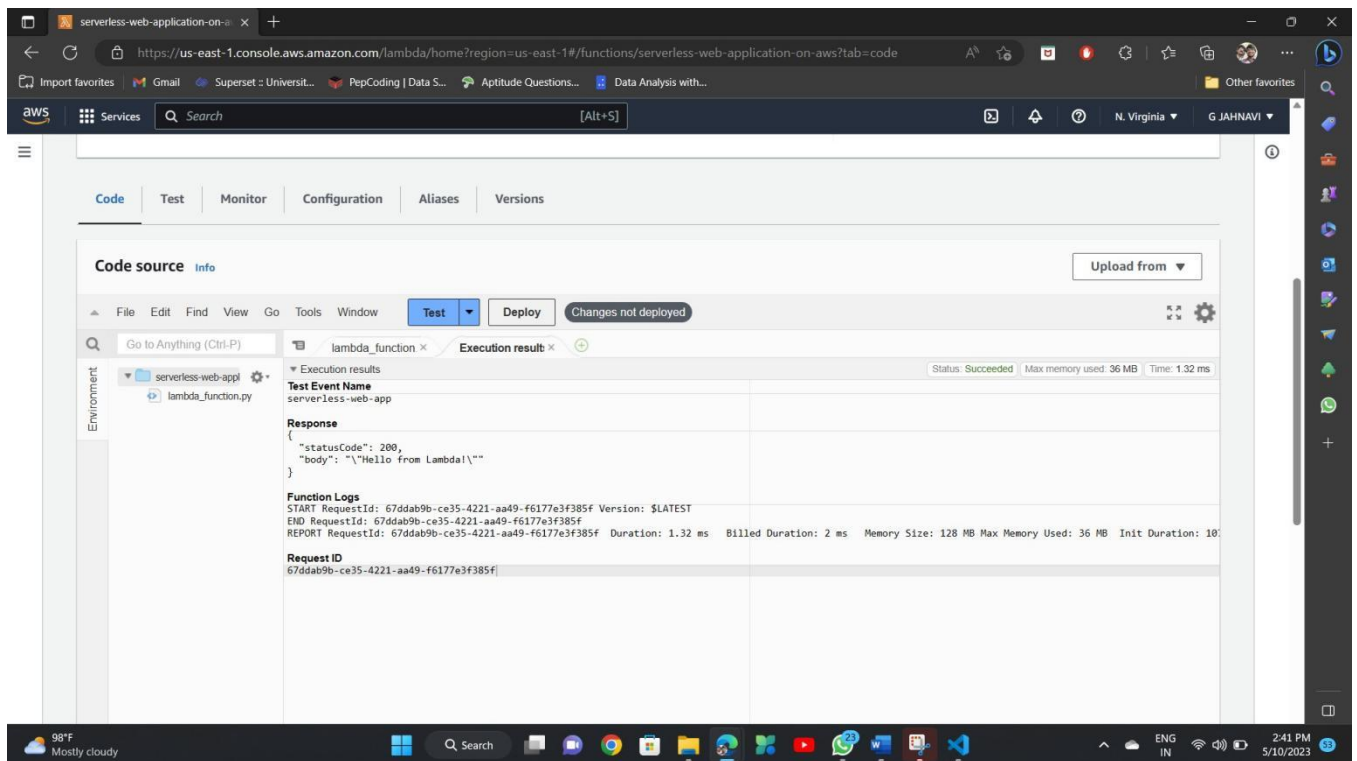 serverless-web-application-on-a
https://us-east-1.console.aws.amazon.com/lambda/home?region=us-east-1#/functions/serverless-web-application-on-aws?tab=code
Import favorites Gmail Superset :: Universit... PepCoding | Data S... Aptitude Questions... Data Analysis with... Other favorites
aws Services Search [Alt+S] N. Virginia ▼ G JAHNAVI ▼
Code Test Monitor Configuration Aliases Versions
Code source Info Upload from ▼
File Edit Find View Go Tools Window Test Deploy Changes not deployed
Go to Anything (Ctrl-P) lambda_function × Execution result: ×
Environment
serverless-web-appl
lambda_function.py
▼ Execution results Status: Succeeded Max memory used: 36 MB Time: 1.32 ms
Test Event Name
serverless-web-app
Response
{
"statusCode": 200,
"body": "\"Hello from Lambda!\""
}
Function Logs
START RequestId: 67ddab9b-ce35-4221-aa49-f6177e3f385f Version: $LATEST
END RequestId: 67ddab9b-ce35-4221-aa49-f6177e3f385f
REPORT RequestId: 67ddab9b-ce35-4221-aa49-f6177e3f385f Duration: 1.32 ms Billed Duration: 2 ms Memory Size: 128 MB Max Memory Used: 36 MB Init Duration: 10
Request ID
67ddab9b-ce35-4221-aa49-f6177e3f385f
98°F
Mostly cloudy
Search
23
ENG
IN
2:41 PM
5/10/2023
53